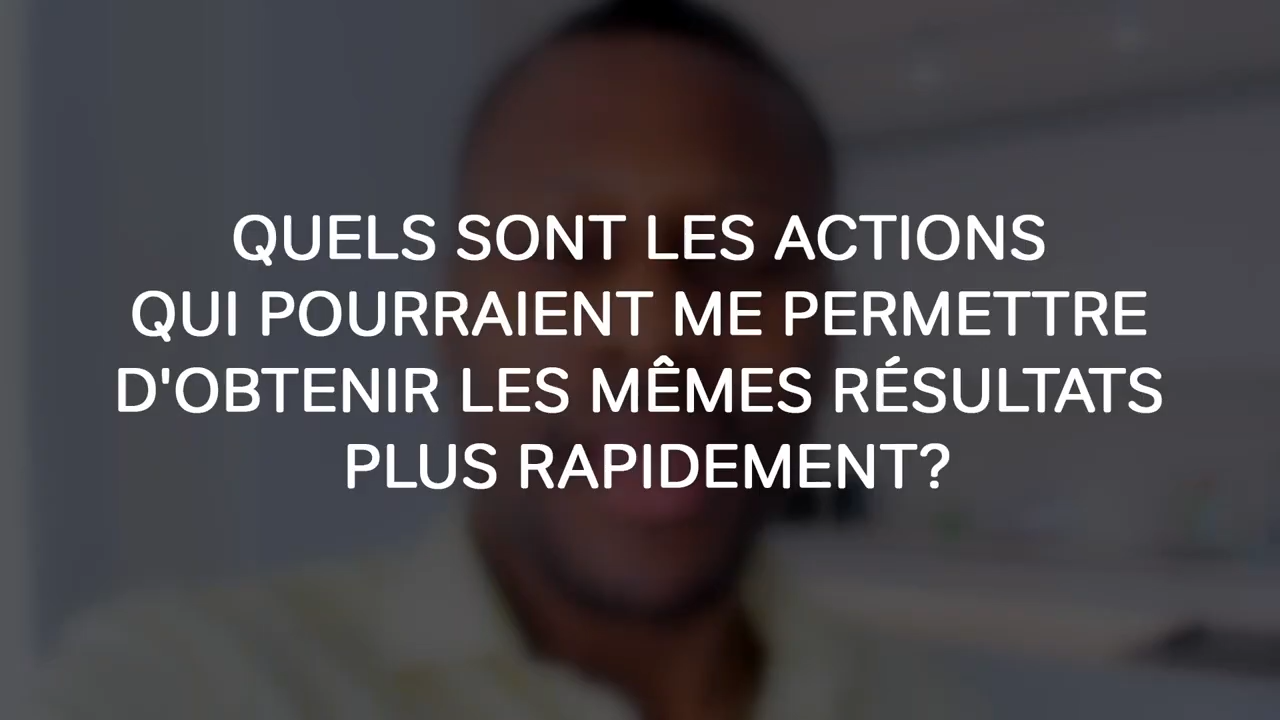 QUELS SONT LES ACTIONS
QUI POURRAIENT ME PERMETTRE
D'OBTENIR LES MÊMES RÉSULTATS
PLUS RAPIDEMENT?